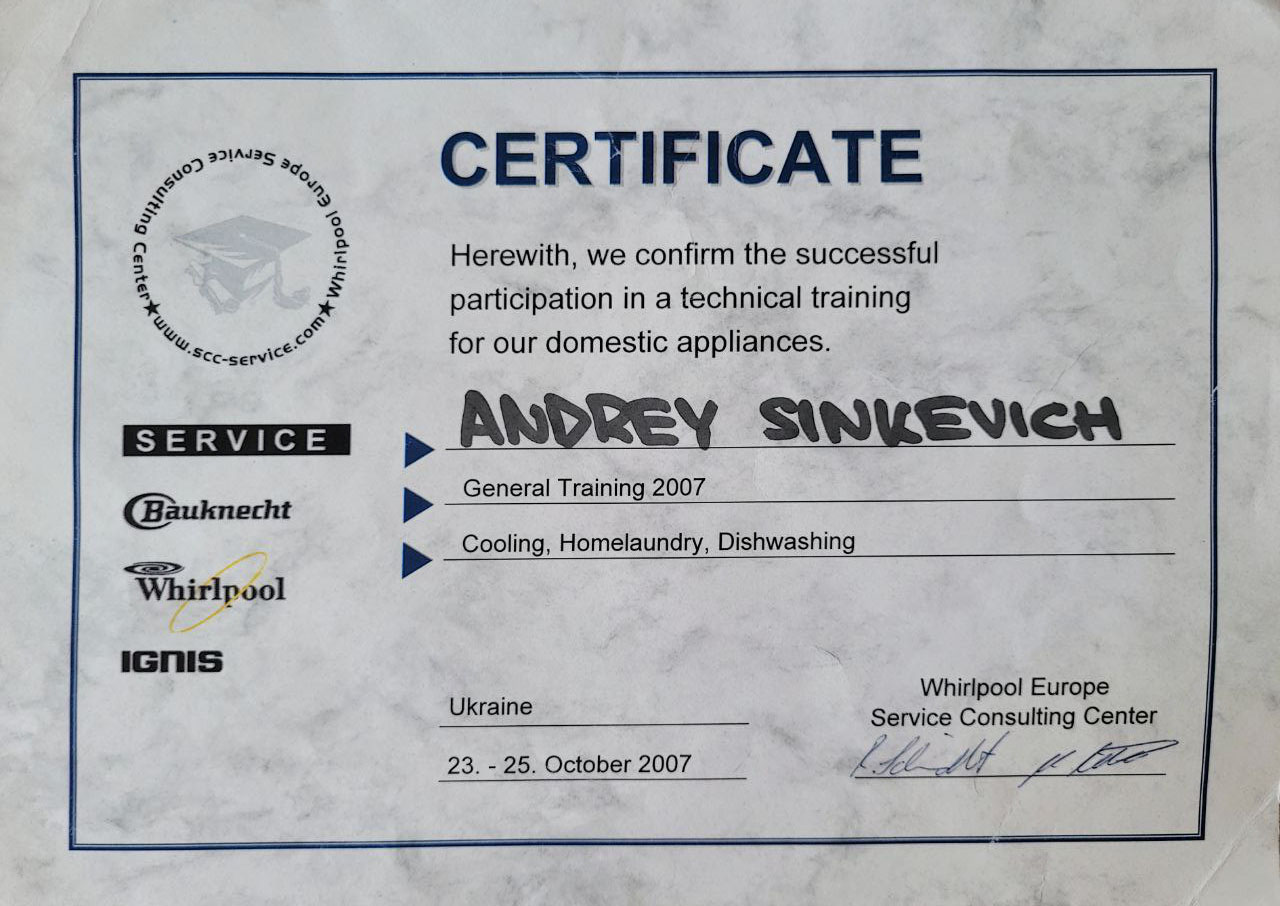 Whirlpool Europe Service Consulting Center
www.scc-service.com
CERTIFICATE
Herewith, we confirm the successful
participation in a technical training
for our domestic appliances.
ANDREY SINKEVICH
General Training 2007
Cooling, Homelaundry, Dishwashing
SERVICE
Bauknecht
Whirlpool
IGNIS
Ukraine
23. - 25. October 2007
Whirlpool Europe
Service Consulting Center